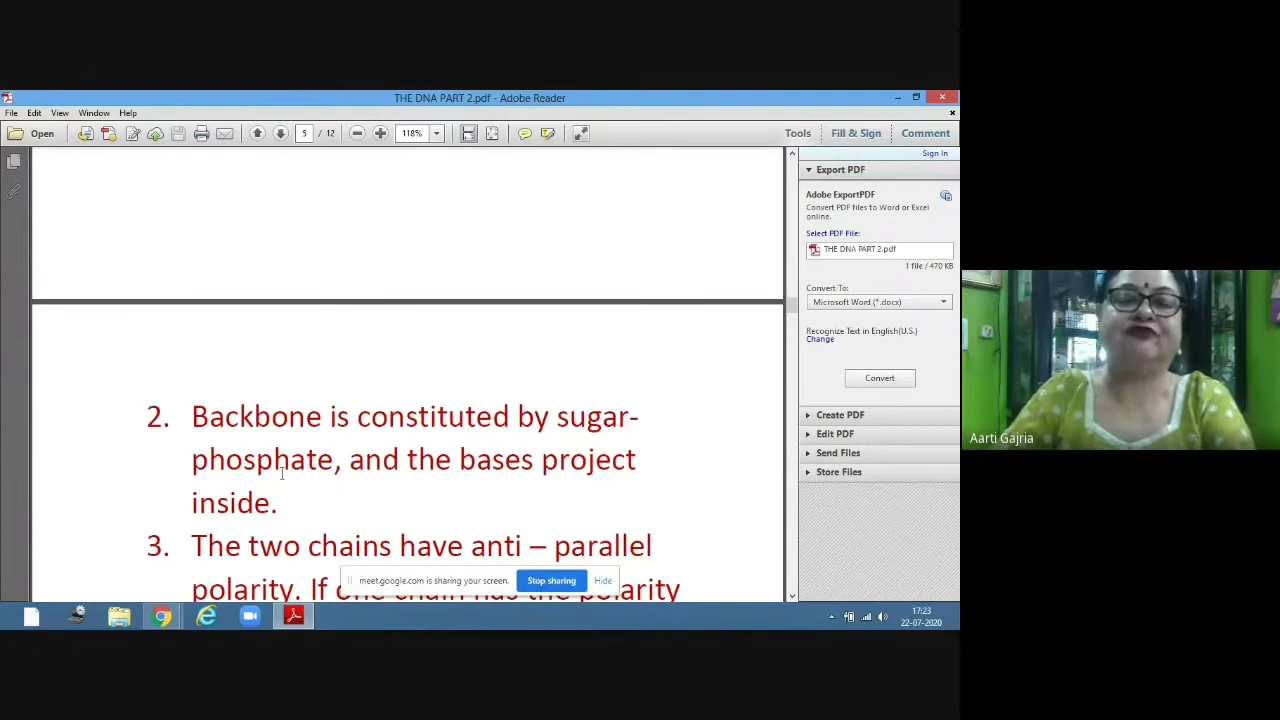 THE DNA PART 2.pdf - Adobe Reader
File Edit View Window Help
Open 5 / 12 118% Tools Fill & Sign Comment
Sign In
Export PDF
Adobe ExportPDF
Convert PDF files to Word or Excel
online.
Select PDF File:
THE DNA PART 2.pdf
1 file / 470 KB
Convert To:
Microsoft Word (*.docx)
Recognize Text in English(U.S.)
Change
Convert
Create PDF
Edit PDF
Send Files
Store Files
2. Backbone is constituted by sugar-
phosphate, and the bases project
inside.
3. The two chains have anti – parallel
polarity. If one chain has the polarity
meet.google.com is sharing your screen. Stop sharing Hide
17:23
22-07-2020
Aarti Gajria